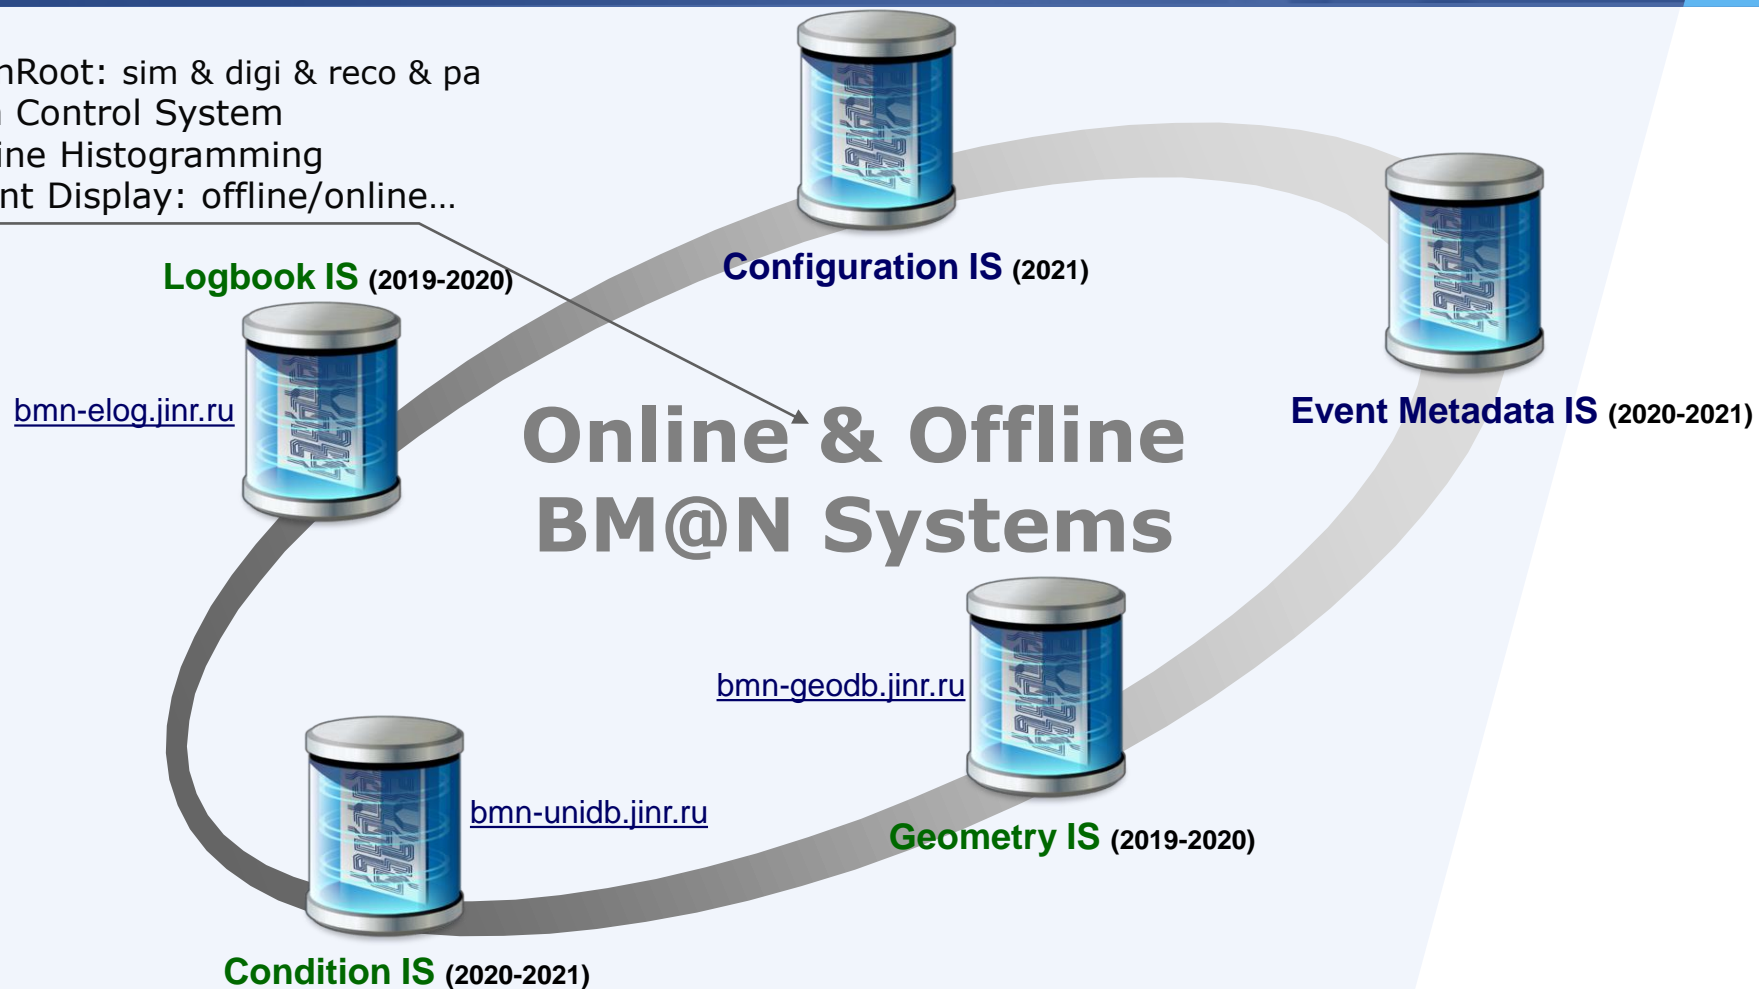 nRoot: sim & digi & reco & pa
Control System
ine Histogramming
nt Display: offline/online…
Logbook IS (2019-2020)
Configuration IS (2021)
bmn-elog.jinr.ru
Event Metadata IS (2020-2021)
Online & Offline
BM@N Systems
bmn-geodb.jinr.ru
bmn-unidb.jinr.ru
Geometry IS (2019-2020)
Condition IS (2020-2021)